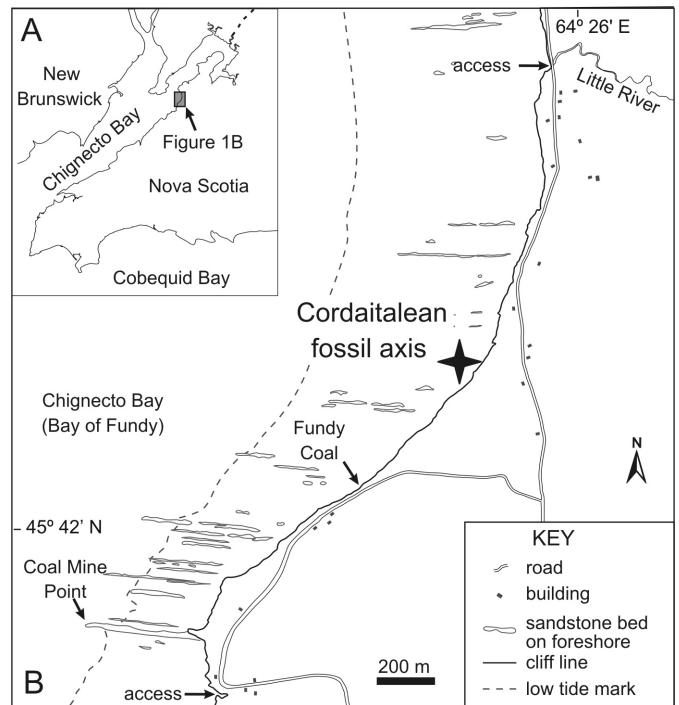 A
New
Brunswick
Chignecto Bay
Figure 1B
Nova Scotia
Cobequid Bay
64º 26' E
access
Little River
Cordaitalean
fossil axis
Chignecto Bay
(Bay of Fundy)
Fundy
Coal
N
45º 42' N
Coal Mine
Point
KEY
road
building
sandstone bed
on foreshore
cliff line
low tide mark
200 m
B
access